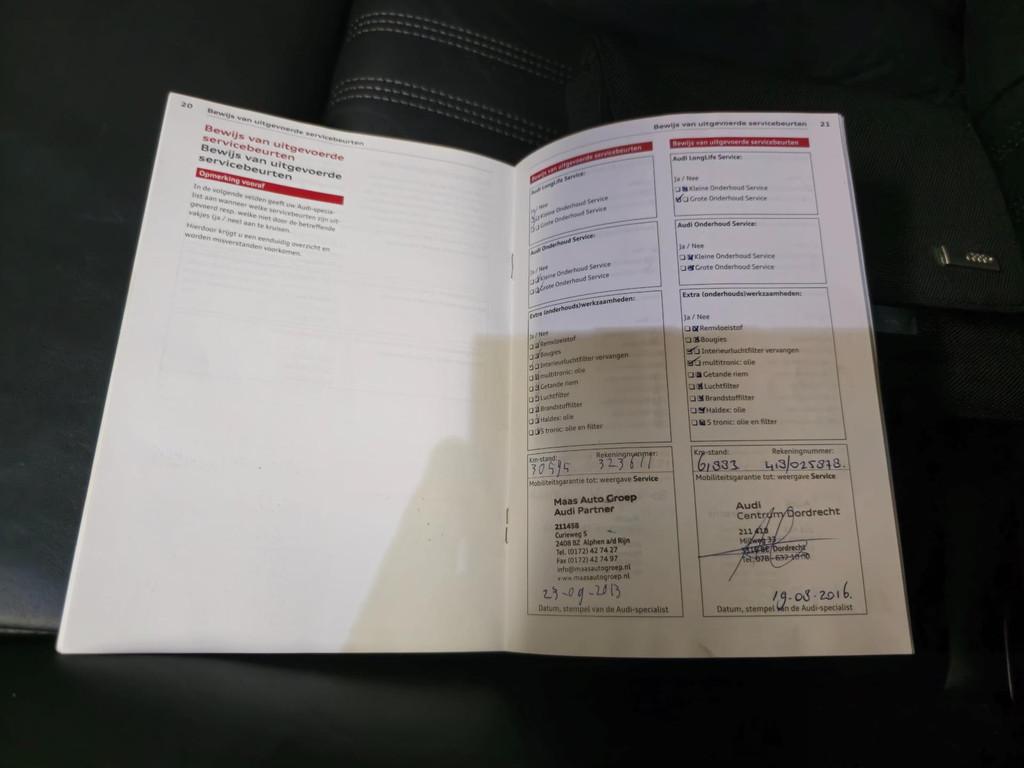 20 Bewijs van uitgevoerde servicebeurten
Bewijs van uitgevoerde
servicebeurten
Bewijs van uitgevoerde
servicebeurten
Opmerking vooraf
In de volgende velden geeft uw Audi-specia-
list aan wanneer welke servicebeurten zijn uit-
gevoerd resp. welke niet door de betreffende
vakjes (ja / nee) aan te kruisen.
Hierdoor krijgt u een eenduidig overzicht en
worden misverstanden voorkomen.
Bewijs van uitgevoerde servicebeurten 21
Bewijs van uitgevoerde servicebeurten
Audi LongLife Service:
Ja / Nee
Kleine Onderhoud Service
Grote Onderhoud Service
Audi Onderhoud Service:
Ja / Nee
Kleine Onderhoud Service
Grote Onderhoud Service
Extra (onderhouds)werkzaamheden:
Ja / Nee
Remvloeistof
Bougies
Interieurluchtfilter vervangen
multitronic: olie
Getande riem
Luchtfilter
Brandstoffilter
Haldex: olie
S tronic: olie en filter
Km-stand: Rekeningnummer:
30595 323611
Mobiliteitsgarantie tot: weergave Service
Maas Auto Groep
Audi Partner
211458
Curieweg 5
2408 BZ Alphen a/d Rijn
Tel. (0172) 42 74 27
Fax (0172) 42 74 97
info@maasautogroep.nl
www.maasautogroep.nl
23-09-2013
Datum, stempel van de Audi-specialist
Bewijs van uitgevoerde servicebeurten
Audi LongLife Service:
Ja / Nee
Kleine Onderhoud Service
Grote Onderhoud Service
Audi Onderhoud Service:
Ja / Nee
Kleine Onderhoud Service
Grote Onderhoud Service
Extra (onderhouds)werkzaamheden:
Ja / Nee
Remvloeistof
Bougies
Interieurluchtfilter vervangen
multitronic: olie
Getande riem
Luchtfilter
Brandstoffilter
Haldex: olie
S tronic: olie en filter
Km-stand: Rekeningnummer:
61333 413/025378.
Mobiliteitsgarantie tot: weergave Service
Audi
Centrum Dordrecht
211
Dordrecht
Tel. 078
19-08-2016.
Datum, stempel van de Audi-specialist